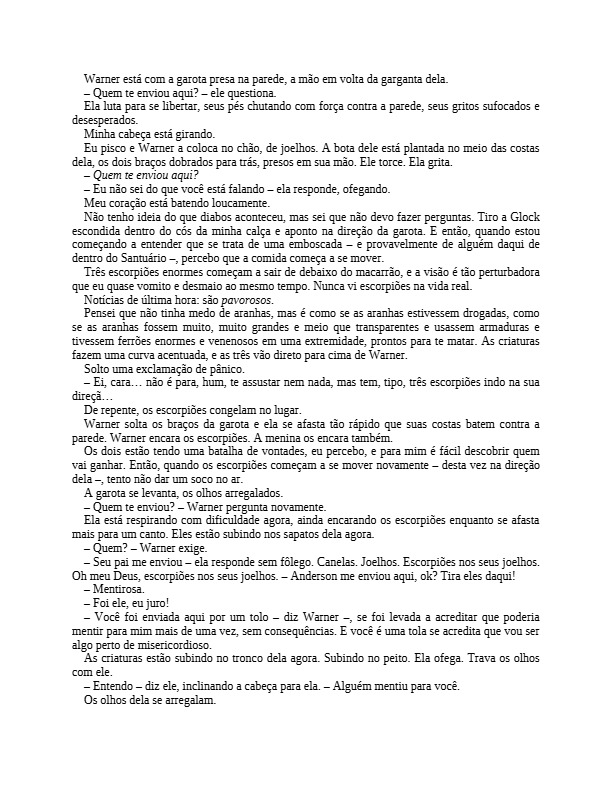 Warner está com a garota presa na parede, a mão em volta da garganta dela.
– Quem te enviou aqui? – ele questiona.
Ela luta para se libertar, seus pés chutando com força contra a parede, seus gritos sufocados e
desesperados.
Minha cabeça está girando.
Eu pisco e Warner a coloca no chão, de joelhos. A bota dele está plantada no meio das costas
dela, os dois braços dobrados para trás, presos em sua mão. Ele torce. Ela grita.
– Quem te enviou aqui?
– Eu não sei do que você está falando – ela responde, ofegando.
Meu coração está batendo loucamente.
Não tenho ideia do que diabos aconteceu, mas sei que não devo fazer perguntas. Tiro a Glock
escondida dentro do cós da minha calça e aponto na direção da garota. E então, quando estou
começando a entender que se trata de uma emboscada – e provavelmente de alguém daqui de
dentro do Santuário –, percebo que a comida começa a se mover.
Três escorpiões enormes começam a sair de debaixo do macarrão, e a visão é tão perturbadora
que eu quase vomito e desmaio ao mesmo tempo. Nunca vi escorpiões na vida real.
Notícias de última hora: são pavorosos.
Pensei que não tinha medo de aranhas, mas é como se as aranhas estivessem drogadas, como
se as aranhas fossem muito, muito grandes e meio que transparentes e usassem armaduras e
tivessem ferrões enormes e venenosos em uma extremidade, prontos para te matar. As criaturas
fazem uma curva acentuada, e as três vão direto para cima de Warner.
Solto uma exclamação de pânico.
– Ei, cara… não é para, hum, te assustar nem nada, mas tem, tipo, três escorpiões indo na sua
direçã…
De repente, os escorpiões congelam no lugar.
Warner solta os braços da garota e ela se afasta tão rápido que suas costas batem contra a
parede. Warner encara os escorpiões. A menina os encara também.
Os dois estão tendo uma batalha de vontades, eu percebo, e para mim é fácil descobrir quem
vai ganhar. Então, quando os escorpiões começam a se mover novamente – desta vez na direção
dela –, tento não dar um soco no ar.
A garota se levanta, os olhos arregalados.
– Quem te enviou? – Warner pergunta novamente.
Ela está respirando com dificuldade agora, ainda encarando os escorpiões enquanto se afasta
mais para um canto. Eles estão subindo nos sapatos dela agora.
– Quem? – Warner exige.
– Seu pai me enviou – ela responde sem fôlego. Canelas. Joelhos. Escorpiões nos seus joelhos.
Oh meu Deus, escorpiões nos seus joelhos. – Anderson me enviou aqui, ok? Tira eles daqui!
– Mentirosa.
– Foi ele, eu juro!
– Você foi enviada aqui por um tolo – diz Warner –, se foi levada a acreditar que poderia
mentir para mim mais de uma vez, sem consequências. E você é uma tola se acredita que vou ser
algo perto de misericordioso.
As criaturas estão subindo no tronco dela agora. Subindo no peito. Ela ofega. Trava os olhos
com ele.
– Entendo – diz ele, inclinando a cabeça para ela. – Alguém mentiu para você.
Os olhos dela se arregalam.